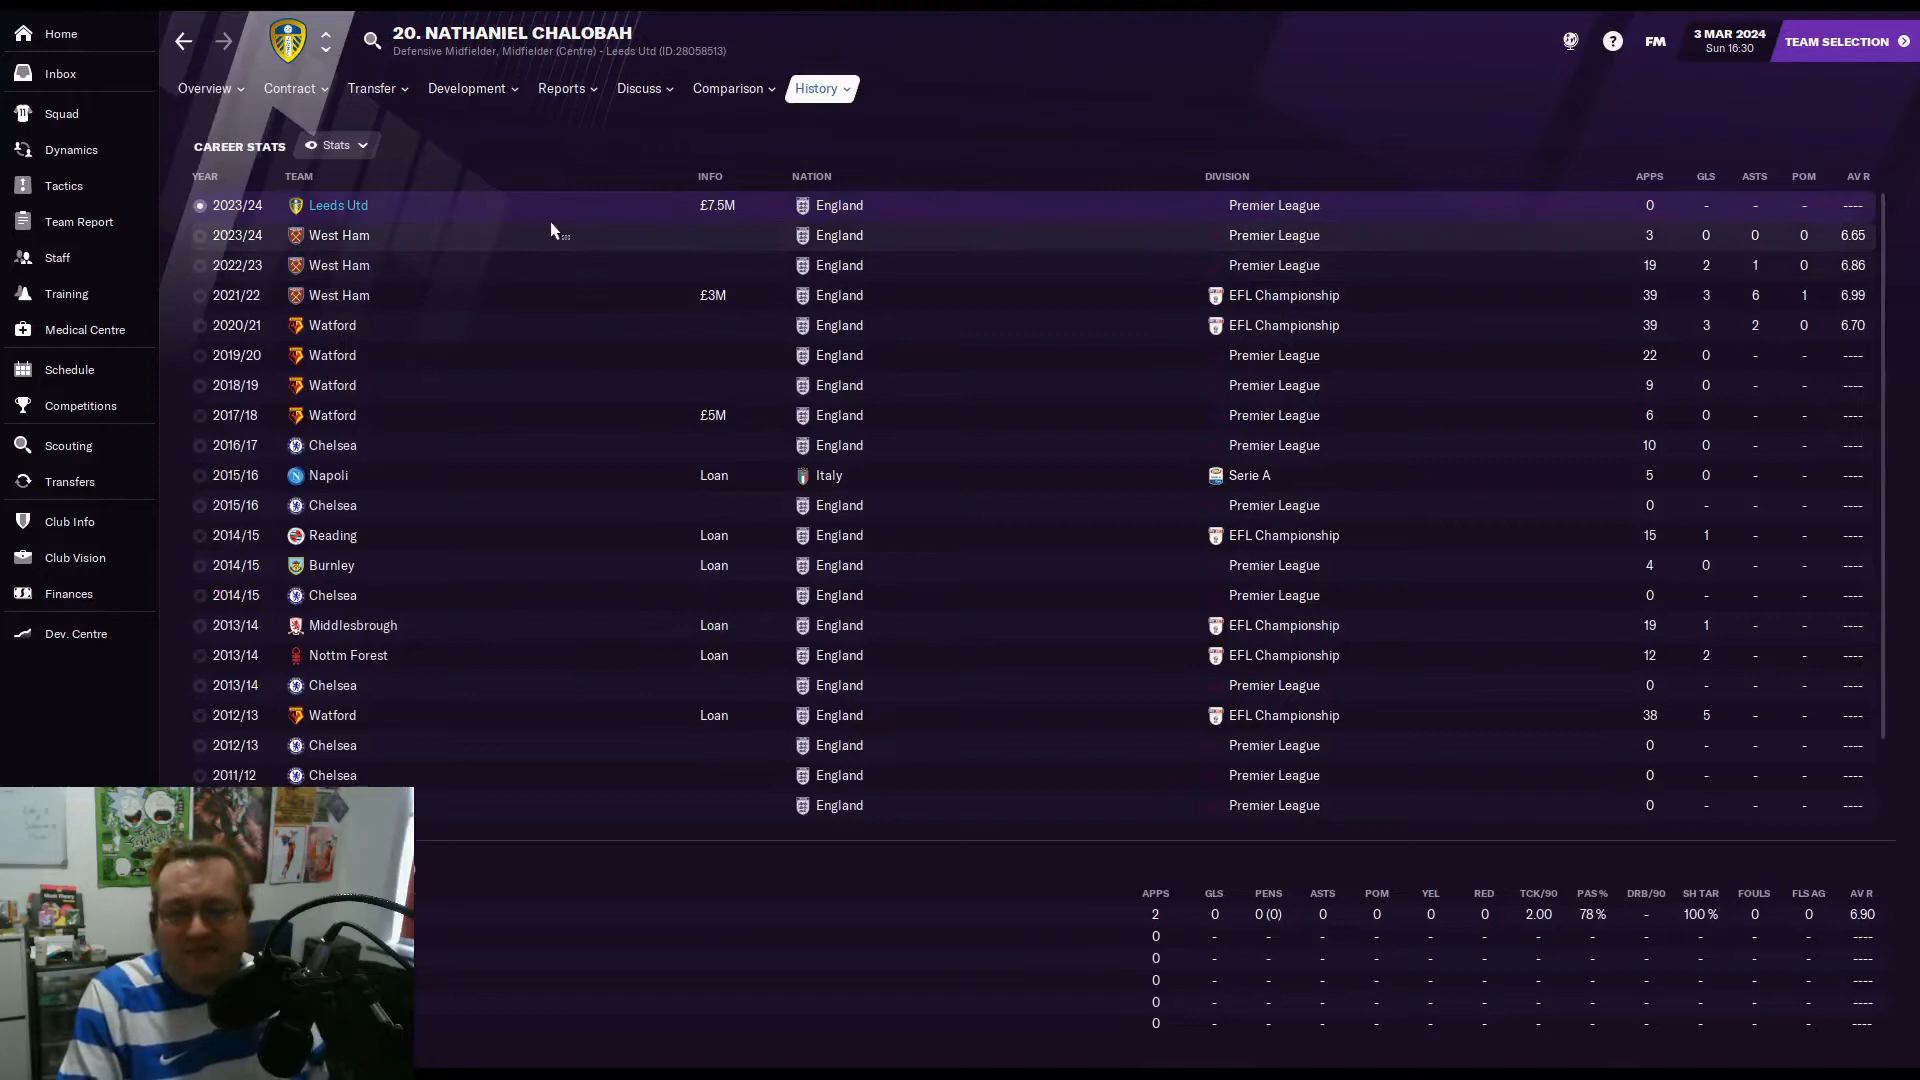 Home
Inbox
Squad
Dynamics
Tactics
Team Report
Staff
Training
Medical Centre
Schedule
Competitions
Scouting
Transfers
Club Info
Club Vision
Finances
Dev. Centre
20. NATHANIEL CHALOBAH
Defensive Midfielder, Midfielder (Centre) - Leeds Utd (ID:28058513)
? FM 3 MAR 2024 TEAM SELECTION
Sun 16:30
Overview Contract Transfer Development Reports Discuss Comparison History
CAREER STATS Stats
YEAR TEAM INFO NATION DIVISION APPS GLS ASTS POM AV R
2023/24 Leeds Utd £7.5M England Premier League 0 - - - ----
2023/24 West Ham England Premier League 3 0 0 0 6.65
2022/23 West Ham England Premier League 19 2 1 0 6.86
2021/22 West Ham £3M England EFL Championship 39 3 6 1 6.99
2020/21 Watford England EFL Championship 39 3 2 0 6.70
2019/20 Watford England Premier League 22 0 - - ----
2018/19 Watford England Premier League 9 0 - - ----
2017/18 Watford £5M England Premier League 6 0 - - ----
2016/17 Chelsea England Premier League 10 0 - - ----
2015/16 Napoli Loan Italy Serie A 5 0 - - ----
2015/16 Chelsea England Premier League 0 - - - ----
2014/15 Reading Loan England EFL Championship 15 1 - - ----
2014/15 Burnley Loan England Premier League 4 0 - - ----
2014/15 Chelsea England Premier League 0 - - - ----
2013/14 Middlesbrough Loan England EFL Championship 19 1 - - ----
2013/14 Nottm Forest Loan England EFL Championship 12 2 - - ----
2013/14 Chelsea England Premier League 0 - - - ----
2012/13 Watford Loan England EFL Championship 38 5 - - ----
2012/13 Chelsea England Premier League 0 - - - ----
2011/12 Chelsea England Premier League 0 - - - ----
England Premier League 0 - - - ----
APPS GLS PENS ASTS POM YEL RED TCK/90 PAS % DRB/90 SH TAR FOULS FLS AG AV R
2 0 0 (0) 0 0 0 0 2.00 78 % - 100 % 0 0 6.90
0 - - - - - - - - - - - - ----
0 - - - - - - - - - - - - ----
0 - - - - - - - - - - - - ----
0 - - - - - - - - - - - - ----
0 - - - - - - - - - - - - ----